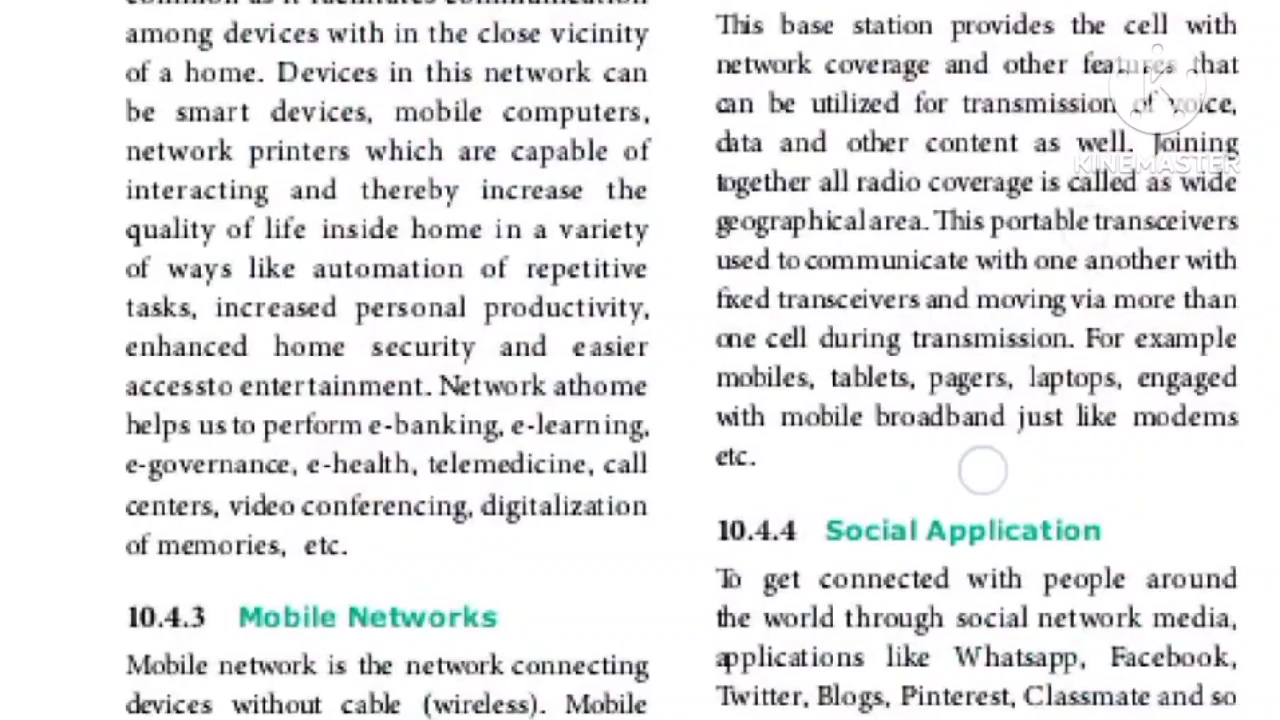 common as it facilitates communication
among devices with in the close vicinity
of a home. Devices in this network can
be smart devices, mobile computers,
network printers which are capable of
interacting and thereby increase the
quality of life inside home in a variety
of ways like automation of repetitive
tasks, increased personal productivity,
enhanced home security and easier
accessto entertainment. Network athome
helps us to perform e-banking, e-learning,
e-governance, e-health, telemedicine, call
centers, video conferencing, digitalization
of memories, etc.
10.4.3 Mobile Networks
Mobile network is the network connecting
devices without cable (wireless). Mobile
This base station provides the cell with
network coverage and other features that
can be utilized for transmission of voice,
data and other content as well. Joining
together all radio coverage is called as wide
geographical area. This portable transceivers
used to communicate with one another with
fixed transceivers and moving via more than
one cell during transmission. For example
mobiles, tablets, pagers, laptops, engaged
with mobile broadband just like modems
etc.
10.4.4 Social Application
To get connected with people around
the world through social network media,
applications like Whatsapp, Facebook,
Twitter, Blogs, Pinterest, Classmate and so
KINEMASTER